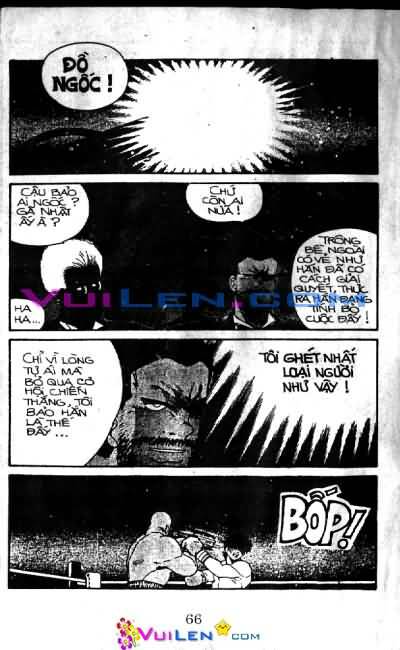 ĐỒ
NGỐC !
CẬU BẢO
AI NGỐC ?
GÃ NHẬT
ẤY À ?
CHỨ
CÒN AI
NỮA !
TRÔNG
BỀ NGOÀI
CÓ VẺ NHƯ
HẮN ĐÃ CÓ
CÁCH GIẢI
QUYẾT, THỰC
RA HẮN ĐANG
TÍNH BỎ
CUỘC ĐẤY !
HA
HA...
VUILEN.COM
CHỈ VÌ LÒNG
TỰ ÁI MÀ
BỎ QUA CƠ
HỘI CHIẾN
THẮNG, TÔI
BẢO HẮN
LÀ THẾ
ĐẤY ...
TÔI GHÉT NHẤT
LOẠI NGƯỜI
NHƯ VẬY !
BỐP!
66
VUILEN.COM